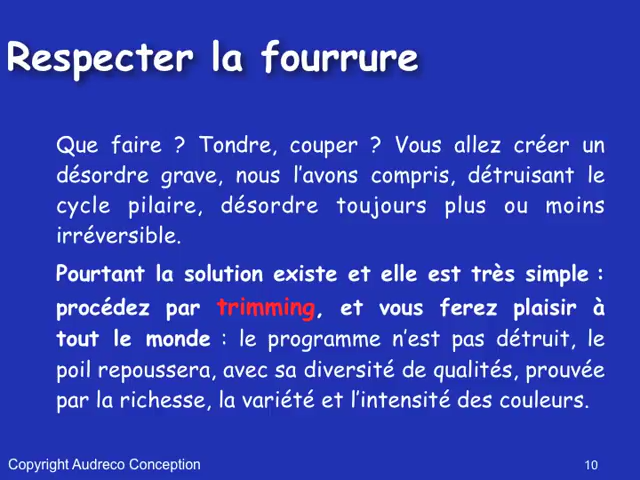 Respecter la fourrure
Que faire ? Tondre, couper ? Vous allez créer un
désordre grave, nous l'avons compris, détruisant le
cycle pilaire, désordre toujours plus ou moins
irréversible.
Pourtant la solution existe et elle est très simple :
procédez par trimming, et vous ferez plaisir à
tout le monde : le programme n'est pas détruit, le
poil repoussera, avec sa diversité de qualités, prouvée
par la richesse, la variété et l'intensité des couleurs.
Copyright Audreco Conception
10